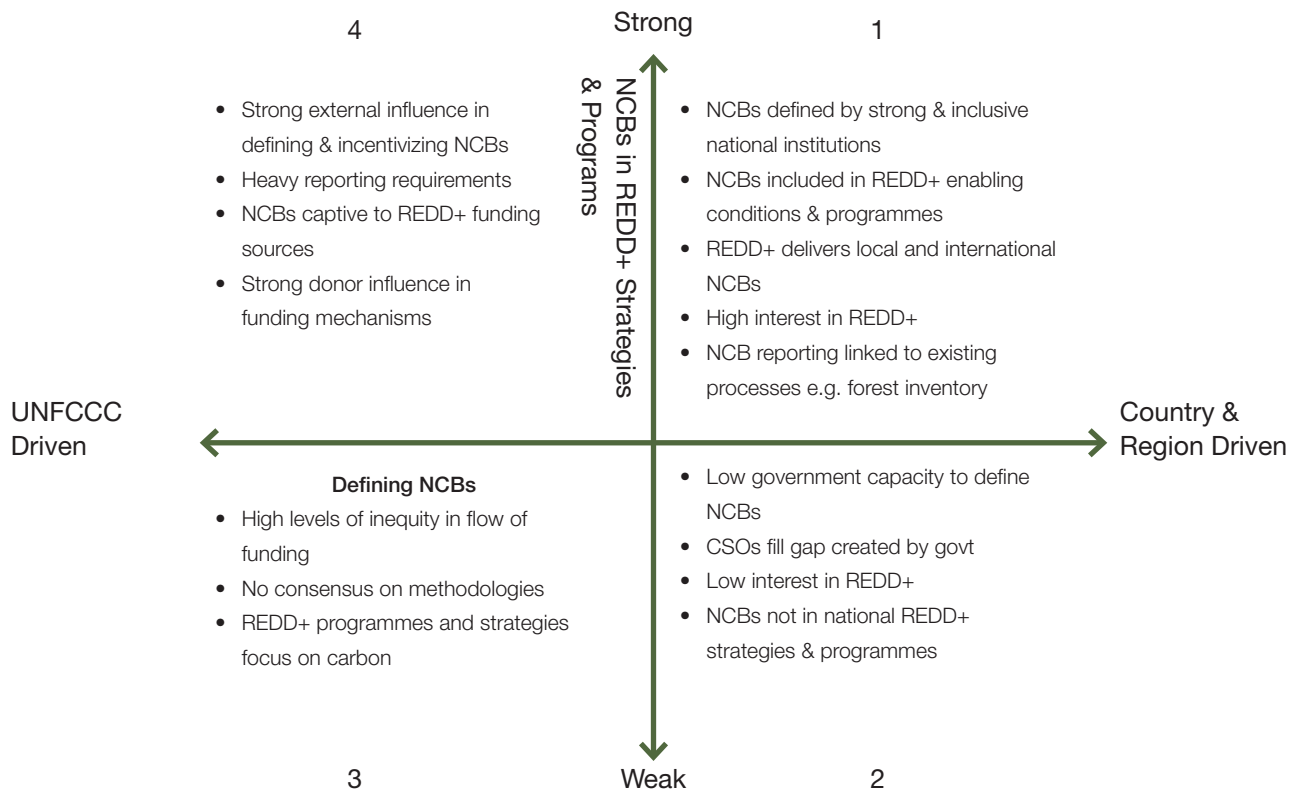 4
Strong
1
• Strong external influence in
defining & incentivizing NCBs
• Heavy reporting requirements
• NCBs captive to REDD+ funding
sources
• Strong donor influence in
funding mechanisms
NCBs in REDD+ Strategies
& Programs
• NCBs defined by strong & inclusive
national institutions
• NCBs included in REDD+ enabling
conditions & programmes
• REDD+ delivers local and international
NCBs
• High interest in REDD+
• NCB reporting linked to existing
processes e.g. forest inventory
UNFCCC
Driven
Country &
Region Driven
Defining NCBs
• High levels of inequity in flow of
funding
• No consensus on methodologies
• REDD+ programmes and strategies
focus on carbon
• Low government capacity to define
NCBs
• CSOs fill gap created by govt
• Low interest in REDD+
• NCBs not in national REDD+
strategies & programmes
3
Weak
2